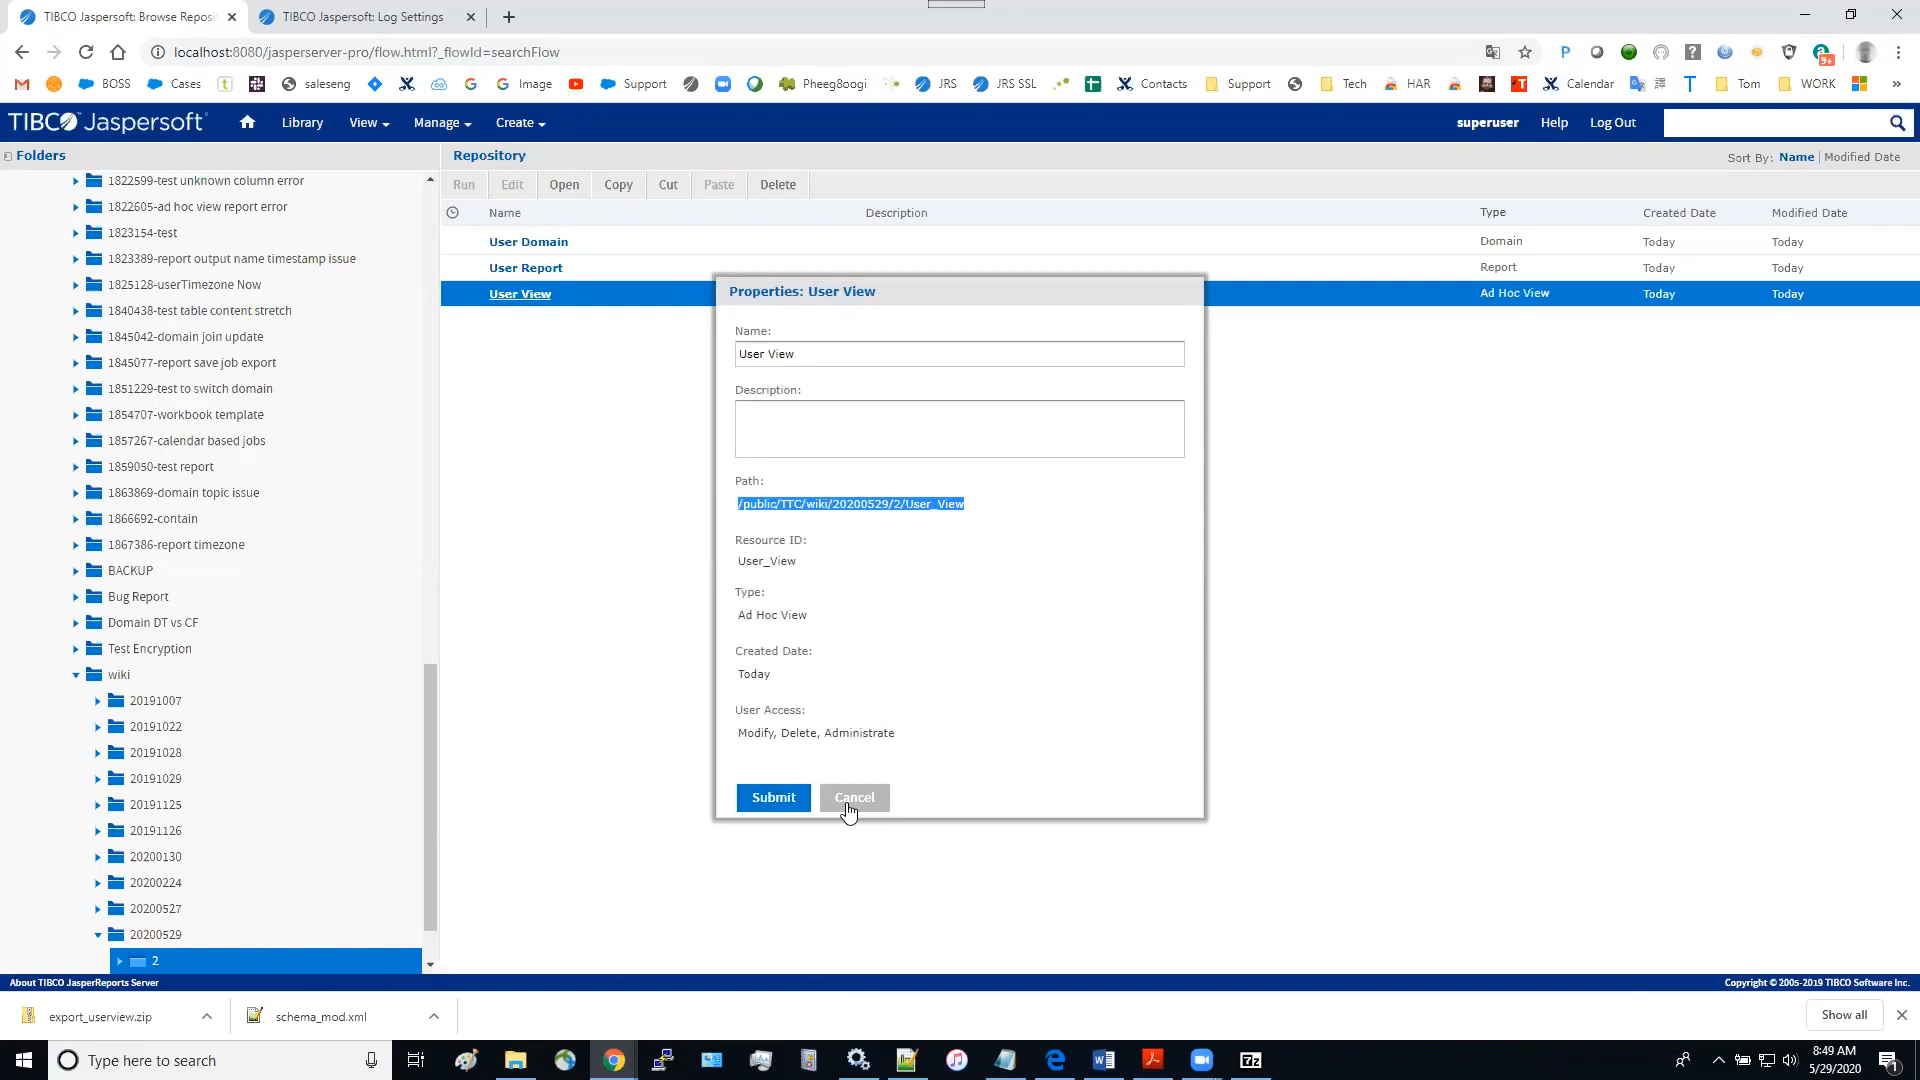 TIBCO Jaspersoft: Browse Reposi
TIBCO Jaspersoft: Log Settings
localhost:8080/jasperserver-pro/flow.html?_flowId=searchFlow
BOSS
Cases
saleseng
Image
Support
Pheeg8oogi
JRS
JRS SSL
Contacts
Support
Tech
HAR
Calendar
Tom
WORK
TIBCO Jaspersoft
Library
View
Manage
Create
superuser
Help
Log Out
Folders
Repository
Sort By: Name | Modified Date
Run
Edit
Open
Copy
Cut
Paste
Delete
Name
Description
Type
Created Date
Modified Date
User Domain
Domain
Today
Today
User Report
Report
Today
Today
User View
Ad Hoc View
Today
Today
1822599-test unknown column error
1822605-ad hoc view report error
1823154-test
1823389-report output name timestamp issue
1825128-userTimezone Now
1840438-test table content stretch
1845042-domain join update
1845077-report save job export
1851229-test to switch domain
1854707-workbook template
1857267-calendar based jobs
1859050-test report
1863869-domain topic issue
1866692-contain
1867386-report timezone
BACKUP
Bug Report
Domain DT vs CF
Test Encryption
wiki
20191007
20191022
20191028
20191029
20191125
20191126
20200130
20200224
20200527
20200529
2
Properties: User View
Name:
User View
Description:
Path:
/public/TTC/wiki/20200529/2/User_View
Resource ID:
User_View
Type:
Ad Hoc View
Created Date:
Today
User Access:
Modify, Delete, Administrate
Submit
Cancel
About TIBCO JasperReports Server
Copyright © 2005-2019 TIBCO Software Inc.
export_userview.zip
schema_mod.xml
Show all
Type here to search
8:49 AM
5/29/2020